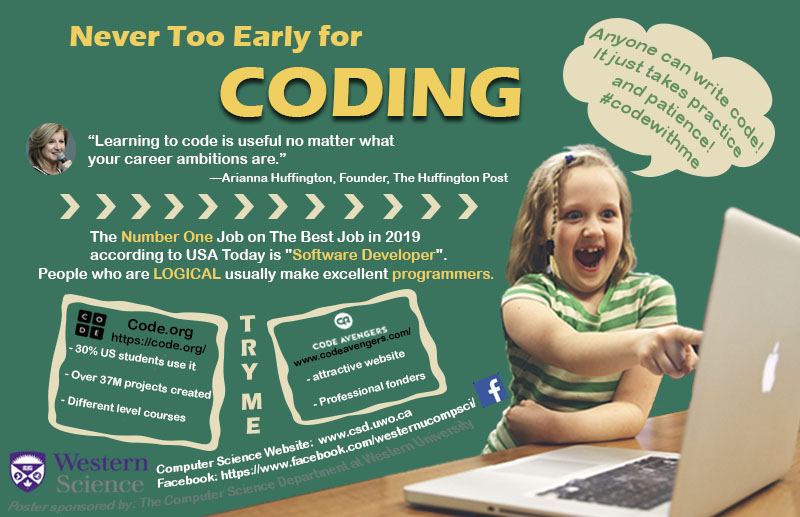 Never Too Early for
CODING
Anyone can write code!
It just takes practice
and patience!
#codewithme
“Learning to code is useful no matter what
your career ambitions are.”
—Arianna Huffington, Founder, The Huffington Post
The Number One Job on The Best Job in 2019
according to USA Today is "Software Developer".
People who are LOGICAL usually make excellent programmers.
CO
DE
Code.org
https://code.org/
- 30% US students use it
- Over 37M projects created
- Different level courses
TRY ME
CODE AVENGERS
www.codeavengers.com/
- attractive website
- Professional fonders
f
Western
Science
Computer Science Website: www.csd.uwo.ca
Facebook: https://www.facebook.com/westernucompsci/
Poster sponsored by: The Computer Science Department at Western University